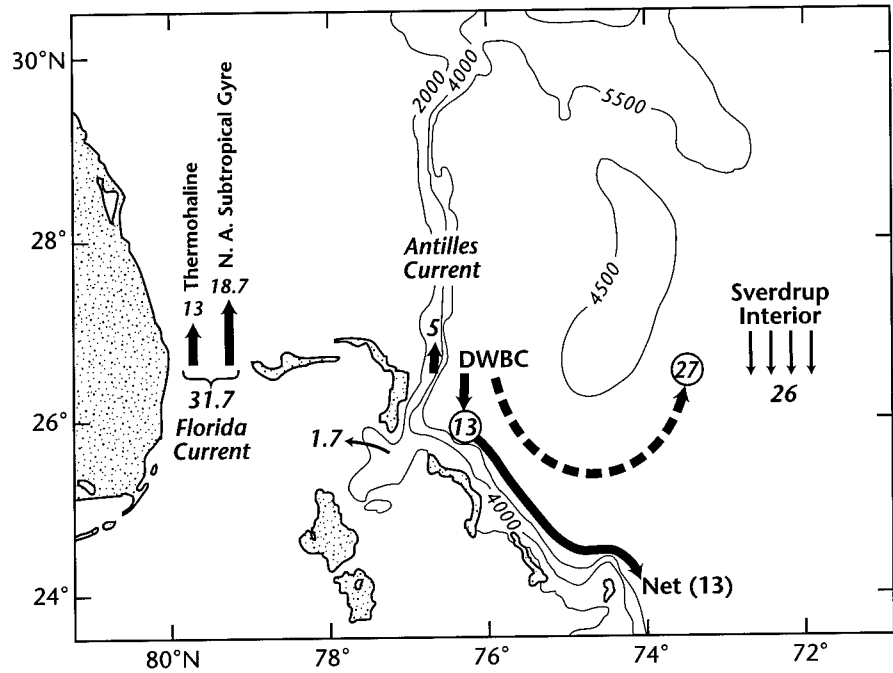 30°N
28°
26°
24°
80°N
78°
76°
74°
72°
2000
4000
5500
4500
4000
Thermohaline
13
N. A. Subtropical Gyre
18.7
31.7
Florida
Current
Antilles
Current
5
DWBC
13
1.7
27
Sverdrup
Interior
26
Net (13)